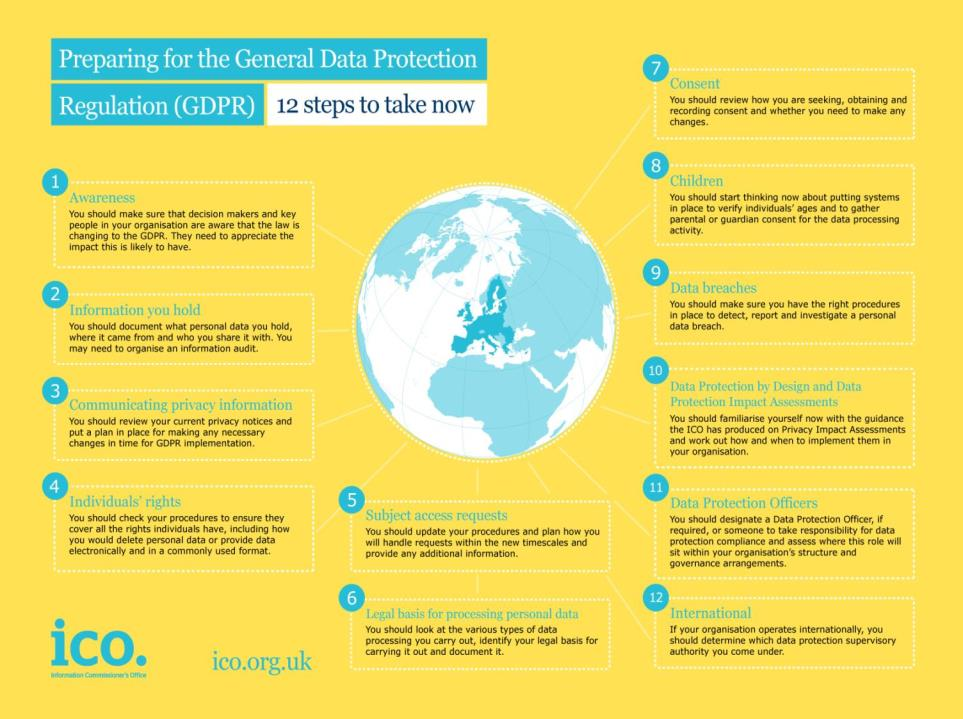 Preparing for the General Data Protection
Regulation (GDPR) 12 steps to take now
1
Awareness
You should make sure that decision makers and key
people in your organisation are aware that the law is
changing to the GDPR. They need to appreciate the
impact this is likely to have.
2
Information you hold
You should document what personal data you hold,
where it came from and who you share it with. You
may need to organise an information audit.
3
Communicating privacy information
You should review your current privacy notices and
put a plan in place for making any necessary
changes in time for GDPR implementation.
4
Individuals' rights
You should check your procedures to ensure they
cover all the rights individuals have, including how
you would delete personal data or provide data
electronically and in a commonly used format.
5
Subject access requests
You should update your procedures and plan how you
will handle requests within the new timescales and
provide any additional information.
6
Legal basis for processing personal data
You should look at the various types of data
processing you carry out, identify your legal basis for
carrying it out and document it.
7
Consent
You should review how you are seeking, obtaining and
recording consent and whether you need to make any
changes.
8
Children
You should start thinking now about putting systems
in place to verify individuals' ages and to gather
parental or guardian consent for the data processing
activity.
9
Data breaches
You should make sure you have the right procedures
in place to detect, report and investigate a personal
data breach.
10
Data Protection by Design and Data
Protection Impact Assessments
You should familiarise yourself now with the guidance
the ICO has produced on Privacy Impact Assessments
and work out how and when to implement them in
your organisation.
11
Data Protection Officers
You should designate a Data Protection Officer, if
required, or someone to take responsibility for data
protection compliance and assess where this role will
sit within your organisation's structure and
governance arrangements.
12
International
If your organisation operates internationally, you
should determine which data protection supervisory
authority you come under.
ico.
Information Commissioner's Office
ico.org.uk